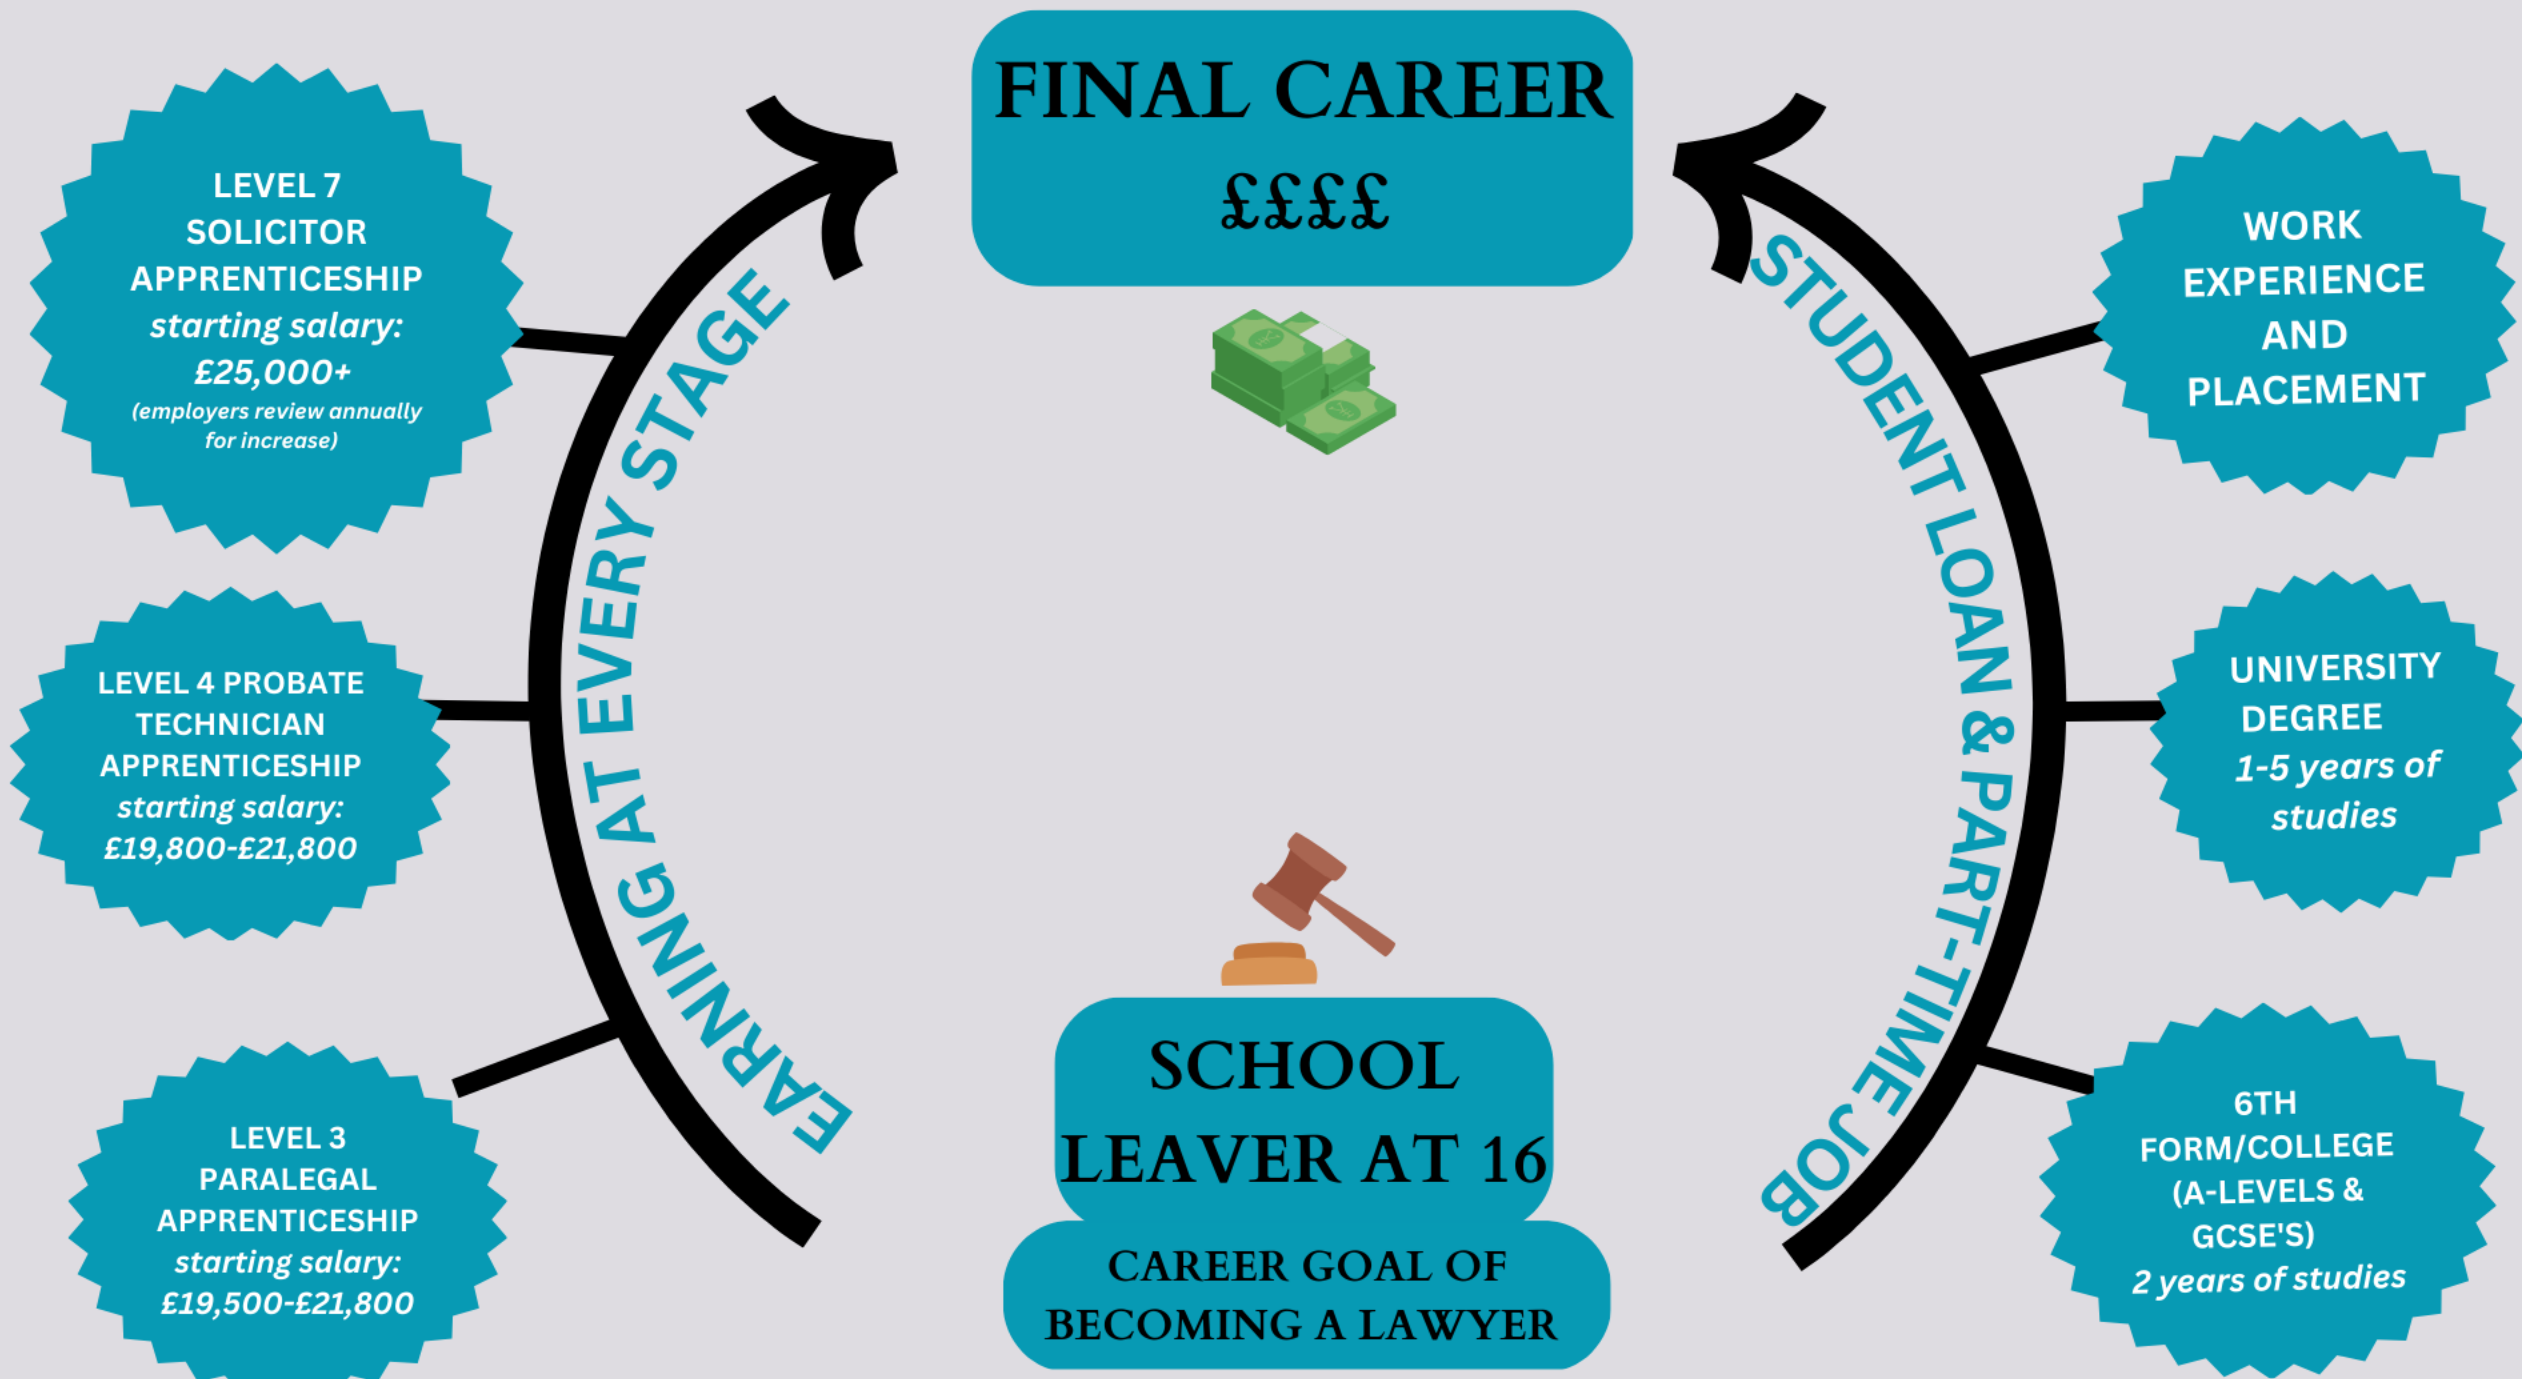 FINAL CAREER
££££
LEVEL 7
SOLICITOR
APPRENTICESHIP
starting salary:
£25,000+
(employers review annually
for increase)
LEVEL 4 PROBATE
TECHNICIAN
APPRENTICESHIP
starting salary:
£19,800-£21,800
LEVEL 3
PARALEGAL
APPRENTICESHIP
starting salary:
£19,500-£21,800
EARNING AT EVERY STAGE
SCHOOL
LEAVER AT 16
CAREER GOAL OF
BECOMING A LAWYER
STUDENT LOAN & PART-TIME JOB
WORK
EXPERIENCE
AND
PLACEMENT
UNIVERSITY
DEGREE
1-5 years of
studies
6TH
FORM/COLLEGE
(A-LEVELS &
GCSE'S)
2 years of studies